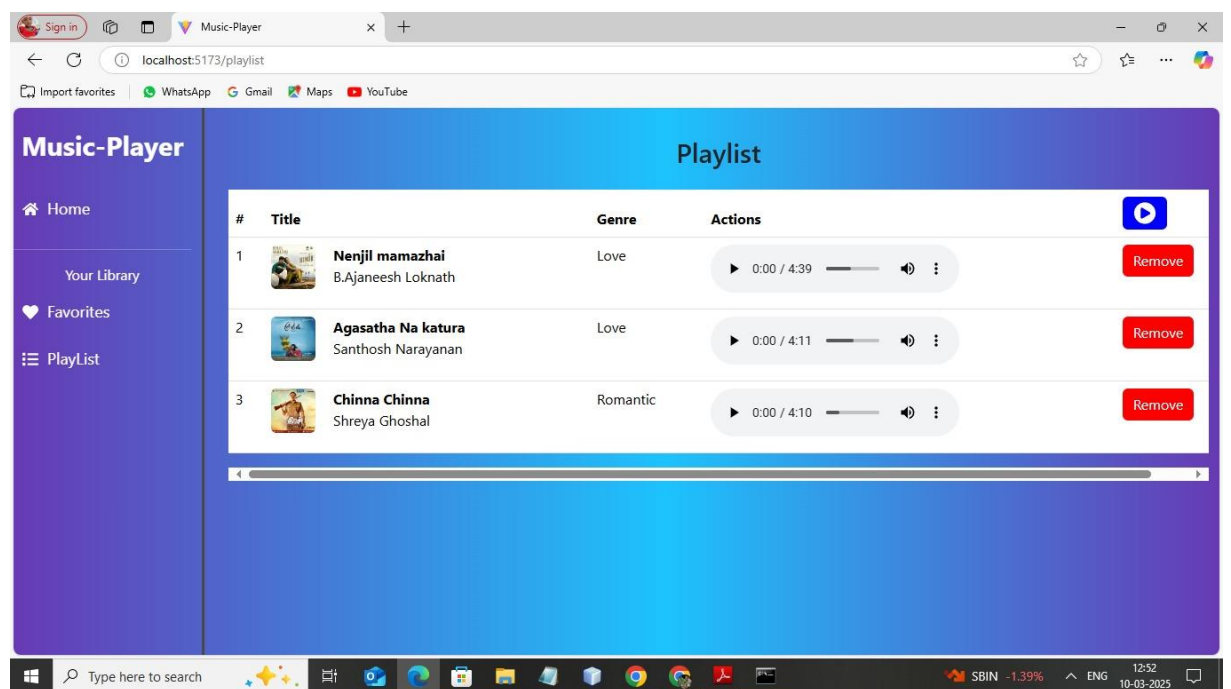 Sign in
Music-Player
localhost:5173/playlist
Import favorites WhatsApp Gmail Maps YouTube
Music-Player
Home
Your Library
Favorites
PlayList
Playlist
# Title Genre Actions
1 Nenjil mamazhai Love 0:00 / 4:39 Remove
B.Ajaneesh Loknath
2 Agasatha Na katura Love 0:00 / 4:11 Remove
Santhosh Narayanan
3 Chinna Chinna Romantic 0:00 / 4:10 Remove
Shreya Ghoshal
Type here to search
SBIN -1.39% ENG
12:52
10-03-2025